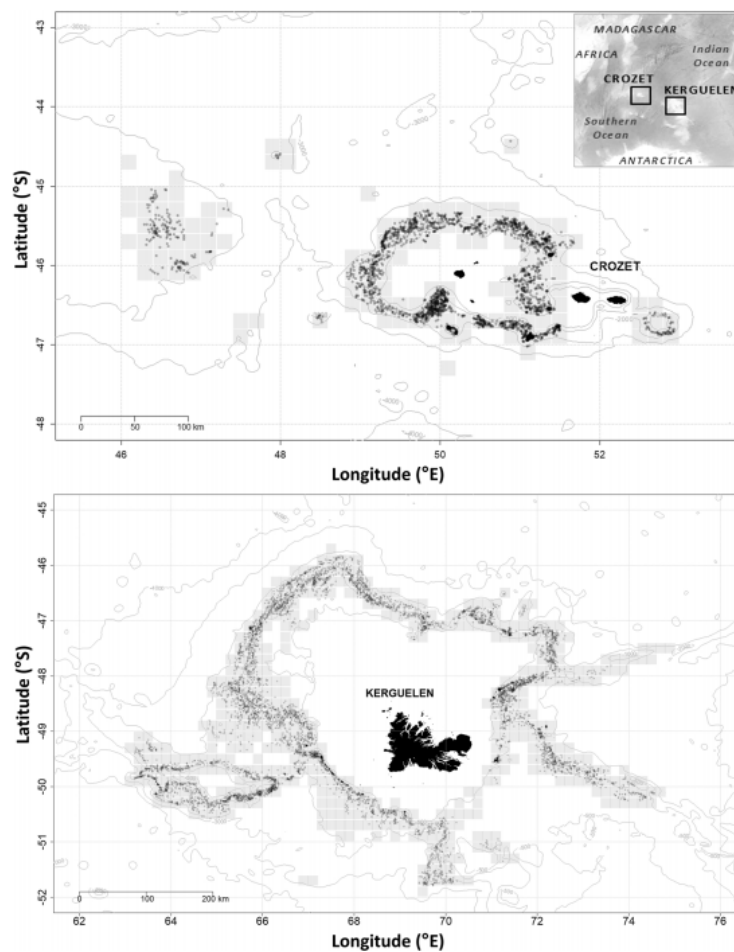 -43
-44
-45
-46
-47
-48
Latitude (°S)
MADAGASCAR
AFRICA
Indian
Ocean
CROZET
KERGUELEN
Southern
Ocean
ANTARCTICA
CROZET
0 50 100 km
46 48 50 52
Longitude (°E)
-45
-46
-47
-48
-49
-50
-51
-52
Latitude (°S)
KERGUELEN
0 100 200 km
62 64 66 68 70 72 74 76
Longitude (°E)